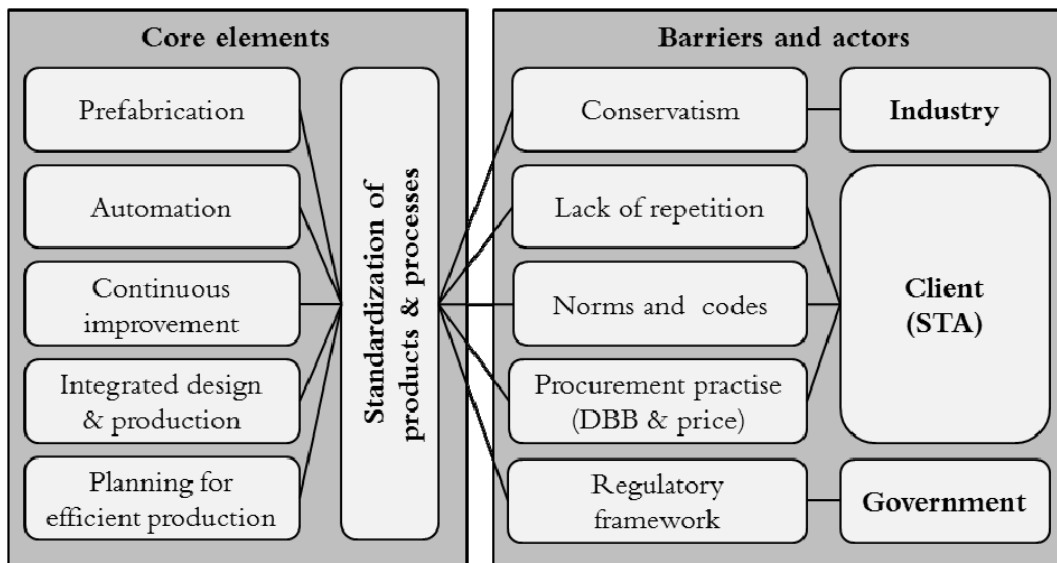 Core elements
Prefabrication
Automation
Continuous
improvement
Integrated design
& production
Planning for
efficient production
Standardization of
products & processes
Barriers and actors
Conservatism
Lack of repetition
Norms and codes
Procurement practise
(DBB & price)
Regulatory
framework
Industry
Client
(STA)
Government